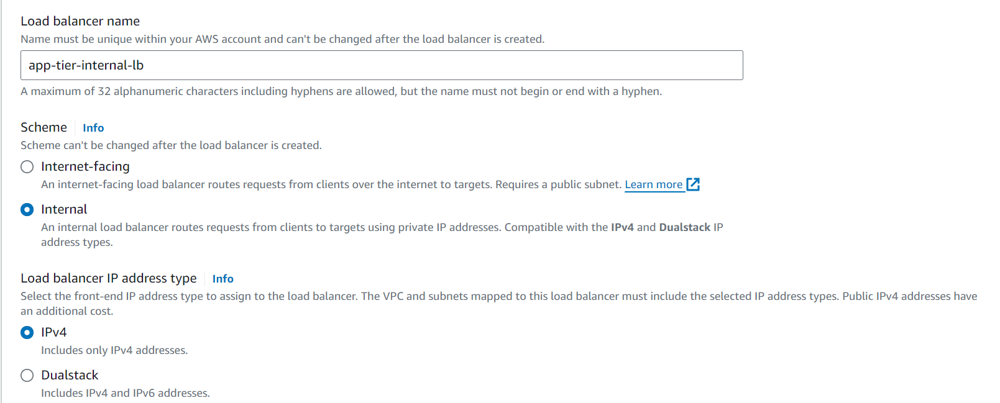 Load balancer name
Name must be unique within your AWS account and can't be changed after the load balancer is created.
app-tier-internal-lb
A maximum of 32 alphanumeric characters including hyphens are allowed, but the name must not begin or end with a hyphen.
Scheme Info
Scheme can't be changed after the load balancer is created.
Internet-facing
An internet-facing load balancer routes requests from clients over the internet to targets. Requires a public subnet. Learn more
Internal
An internal load balancer routes requests from clients to targets using private IP addresses. Compatible with the IPv4 and Dualstack IP
address types.
Load balancer IP address type Info
Select the front-end IP address type to assign to the load balancer. The VPC and subnets mapped to this load balancer must include the selected IP address types. Public IPv4 addresses have
an additional cost.
IPv4
Includes only IPv4 addresses.
Dualstack
Includes IPv4 and IPv6 addresses.